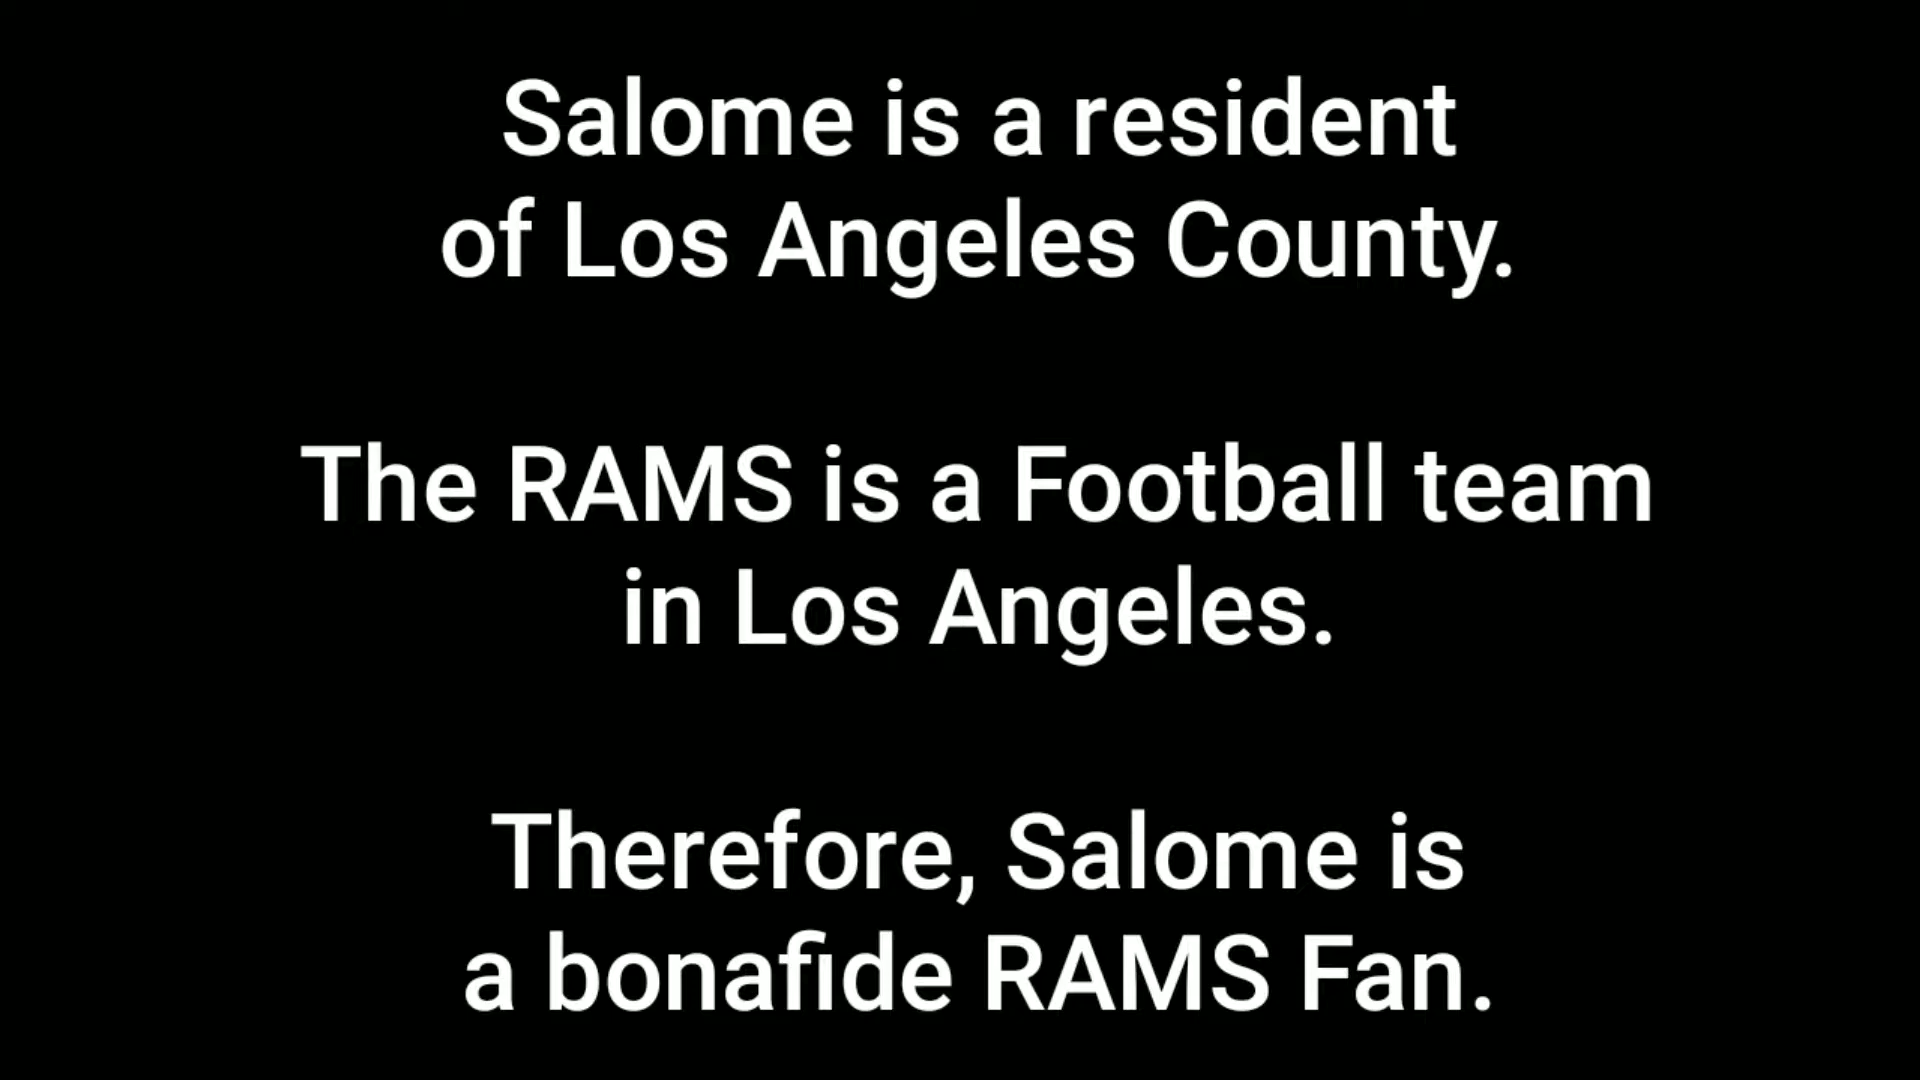 Salome is a resident
of Los Angeles County.
The RAMS is a Football team
in Los Angeles.
Therefore, Salome is
a bonafide RAMS Fan.